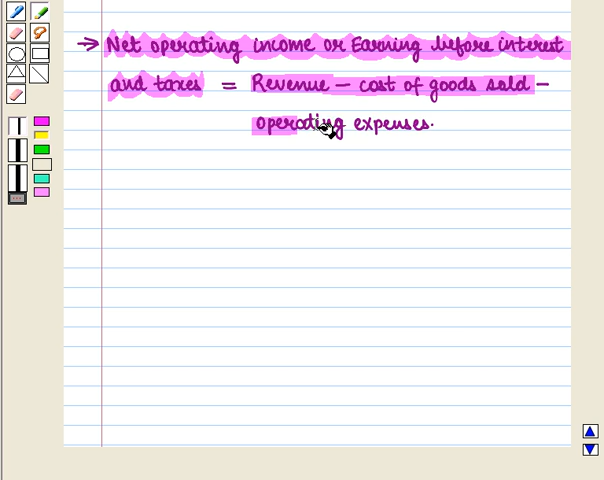 → Net operating income or Earning before interest
and taxes = Revenue – cost of goods sold –
operating expenses.